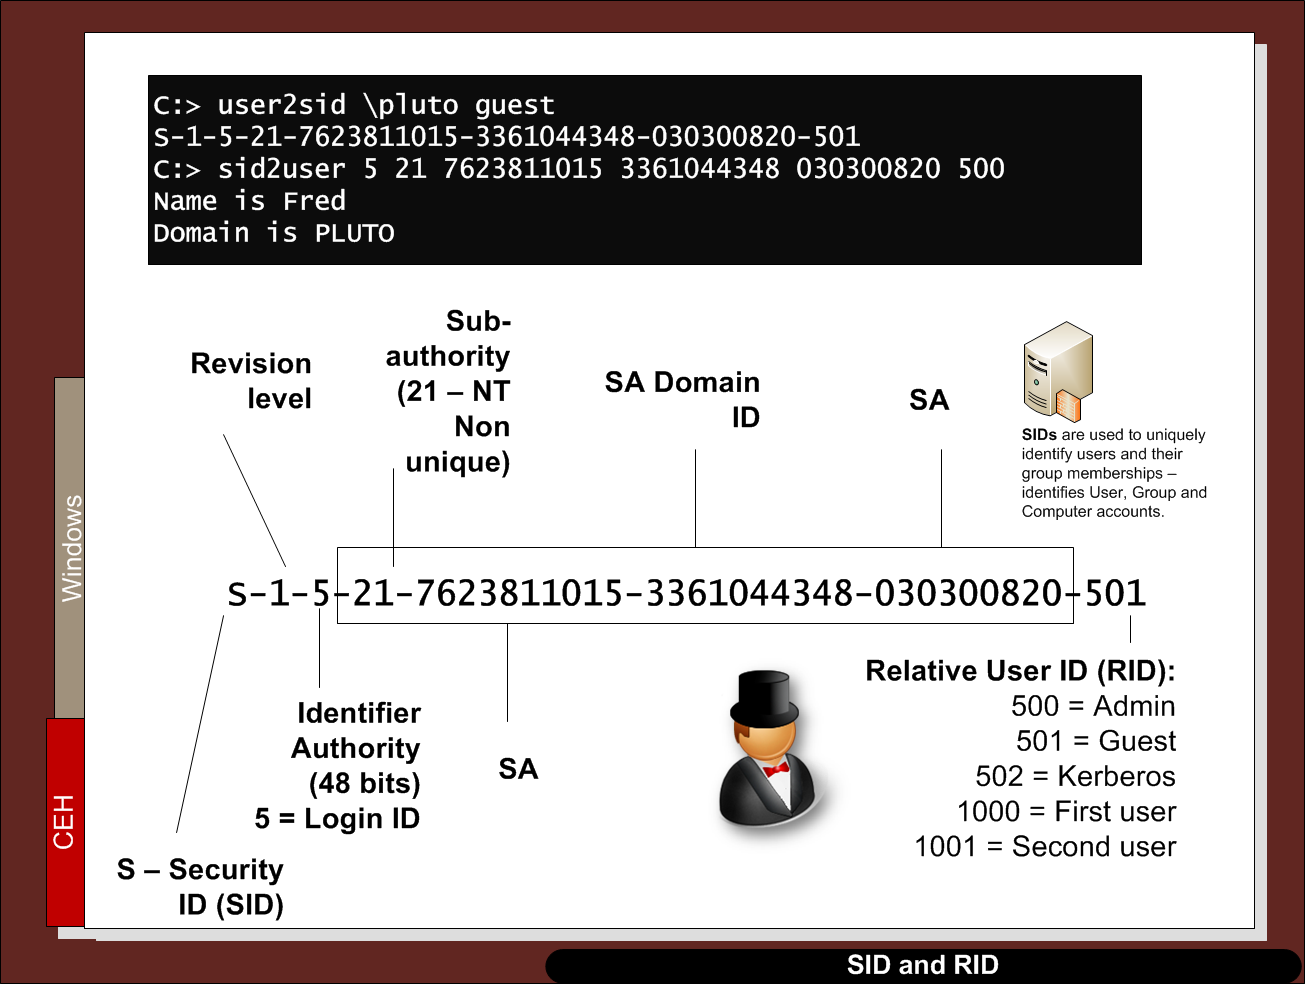 C:> user2sid \pluto guest
S-1-5-21-7623811015-3361044348-030300820-501
C:> sid2user 5 21 7623811015 3361044348 030300820 500
Name is Fred
Domain is PLUTO
Revision
level
Sub-
authority
(21 – NT
Non
unique)
SA Domain
ID
SA
SIDs are used to uniquely
identify users and their
group memberships –
identifies User, Group and
Computer accounts.
Windows
CEH
S-1-5-21-7623811015-3361044348-030300820-501
S – Security
ID (SID)
Identifier
Authority
(48 bits)
5 = Login ID
SA
Relative User ID (RID):
500 = Admin
501 = Guest
502 = Kerberos
1000 = First user
1001 = Second user
SID and RID